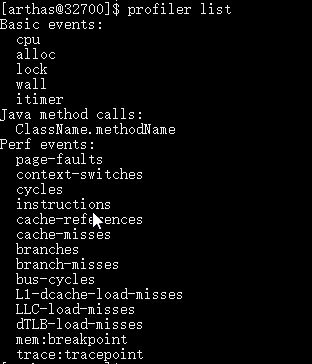 [arthas@32700]$ profiler list
Basic events:
  cpu
  alloc
  lock
  wall
  itimer
Java method calls:
  ClassName.methodName
Perf events:
  page-faults
  context-switches
  cycles
  instructions
  cache-references
  cache-misses
  branches
  branch-misses
  bus-cycles
  L1-dcache-load-misses
  LLC-load-misses
  dTLB-load-misses
  mem:breakpoint
  trace:tracepoint